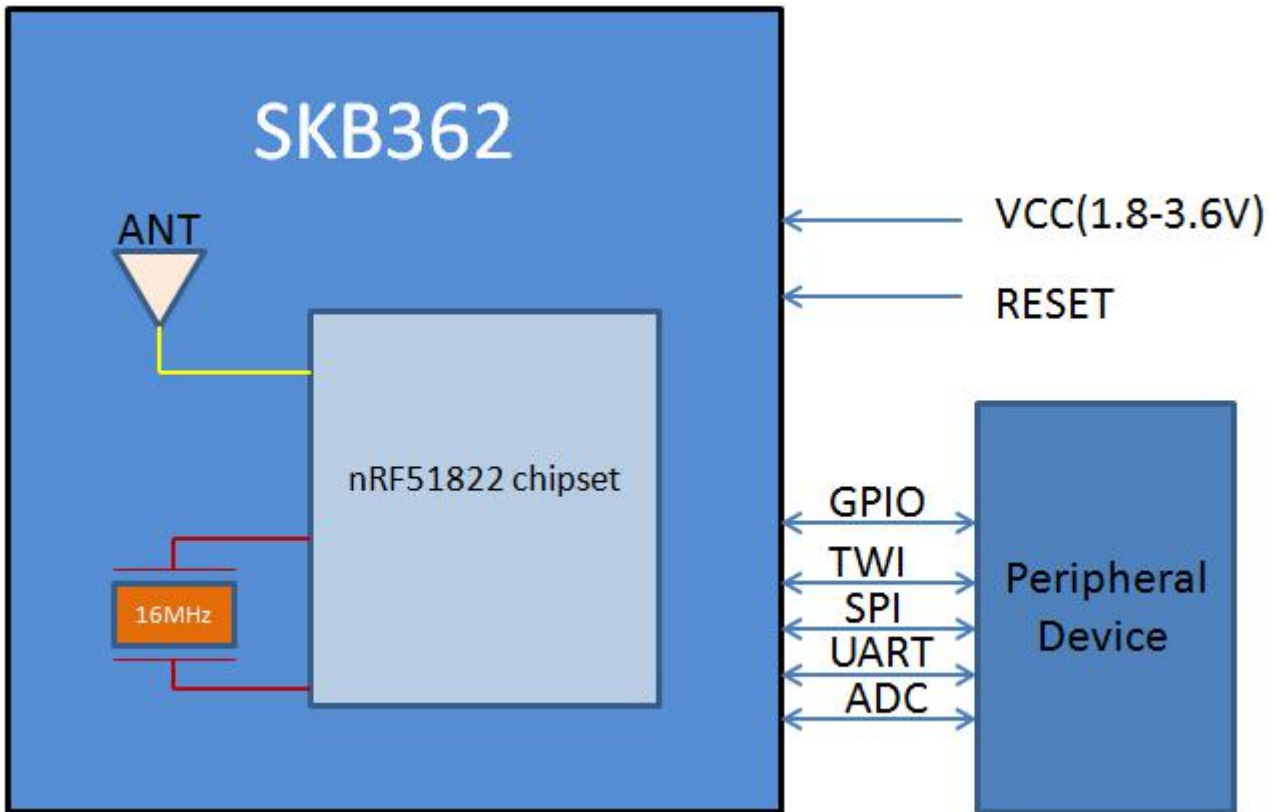 SKB362
ANT
VCC(1.8-3.6V)
RESET
nRF51822 chipset
16MHz
GPIO
TWI
SPI
UART
ADC
Peripheral
Device